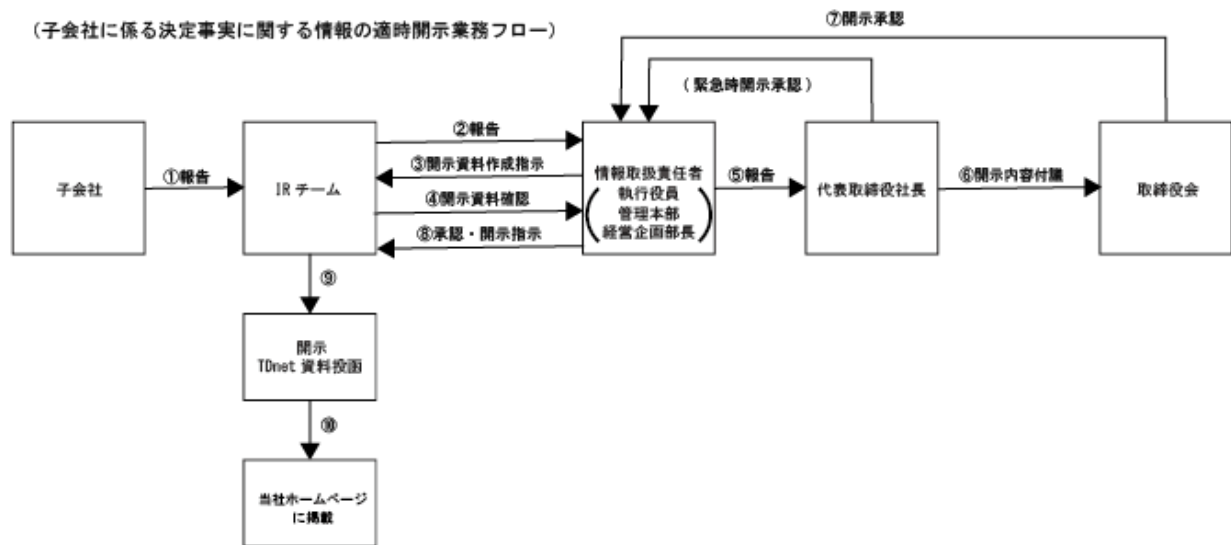 (子会社に係る決定事実に関する情報の適時開示業務フロー)
⑦開示承認
(緊急時開示承認)
子会社
①報告
IRチーム
②報告
③開示資料作成指示
④開示資料確認
⑧承認・開示指示
情報取扱責任者
(執行役員
管理本部
経営企画部長)
⑤報告
代表取締役社長
⑥開示内容付議
取締役会
⑨
開示
TDnet 資料投函
⑩
当社ホームページ
に掲載